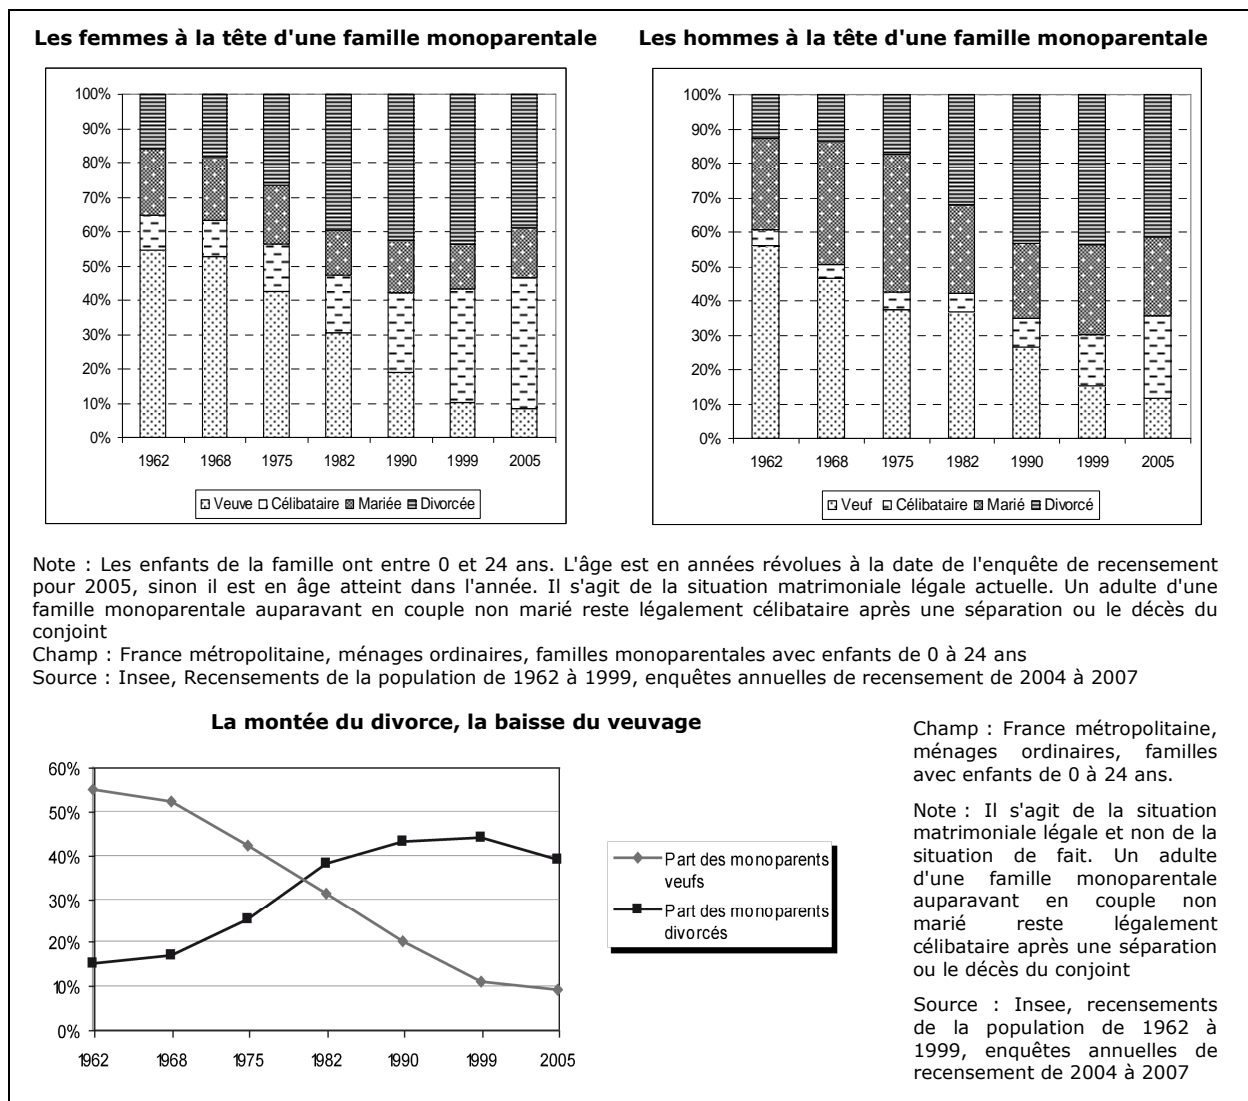 Les femmes à la tête d'une famille monoparentale
100%
90%
80%
70%
60%
50%
40%
30%
20%
10%
0%
1962 1968 1975 1982 1990 1999 2005
Veuve Célibataire Mariée Divorcée
Les hommes à la tête d'une famille monoparentale
100%
90%
80%
70%
60%
50%
40%
30%
20%
10%
0%
1962 1968 1975 1982 1990 1999 2005
Veuf Célibataire Marié Divorcé
Note : Les enfants de la famille ont entre 0 et 24 ans. L'âge est en années révolues à la date de l'enquête de recensement
pour 2005, sinon il est en âge atteint dans l'année. Il s'agit de la situation matrimoniale légale actuelle. Un adulte d'une
famille monoparentale auparavant en couple non marié reste légalement célibataire après une séparation ou le décès du
conjoint
Champ : France métropolitaine, ménages ordinaires, familles monoparentales avec enfants de 0 à 24 ans
Source : Insee, Recensements de la population de 1962 à 1999, enquêtes annuelles de recensement de 2004 à 2007
La montée du divorce, la baisse du veuvage
60%
50%
40%
30%
20%
10%
0%
1962 1968 1975 1982 1990 1999 2005
Part des monoparents
veufs
Part des monoparents
divorcés
Champ : France métropolitaine,
ménages ordinaires, familles
avec enfants de 0 à 24 ans.
Note : Il s'agit de la situation
matrimoniale légale et non de la
situation de fait. Un adulte
d'une famille monoparentale
auparavant en couple non
marié reste légalement
célibataire après une séparation
ou le décès du conjoint
Source : Insee, recensements
de la population de 1962 à
1999, enquêtes annuelles de
recensement de 2004 à 2007